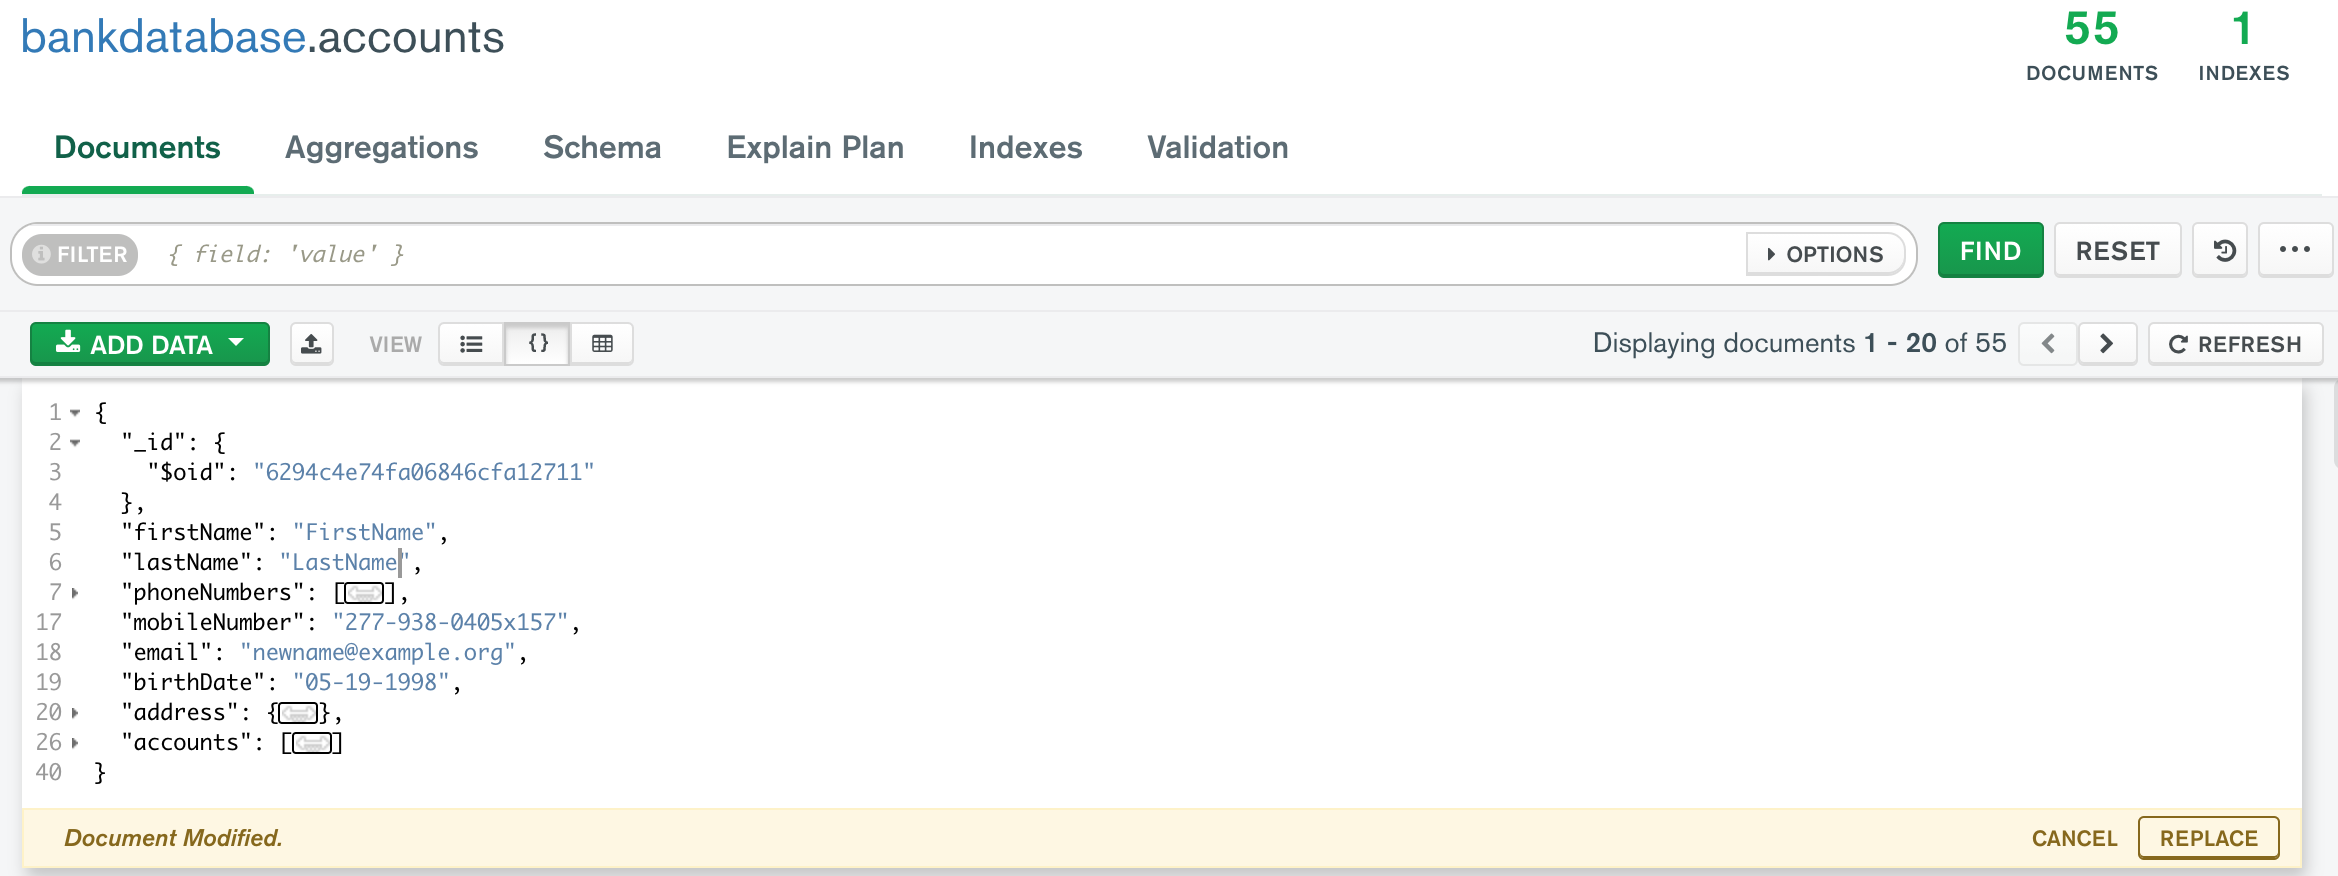 bankdatabase.accounts
55 1
DOCUMENTS INDEXES
Documents Aggregations Schema Explain Plan Indexes Validation
FILTER { field: 'value' } OPTIONS FIND RESET ...
ADD DATA VIEW {} Displaying documents 1 - 20 of 55 < > REFRESH
1 {
2 "_id": {
3 "$oid": "6294c4e74fa06846cfa12711"
4 },
5 "firstName": "FirstName",
6 "lastName": "LastName",
7 "phoneNumbers": [],
17 "mobileNumber": "277-938-0405x157",
18 "email": "newname@example.org",
19 "birthDate": "05-19-1998",
20 "address": {},
26 "accounts": []
40 }
Document Modified. CANCEL REPLACE